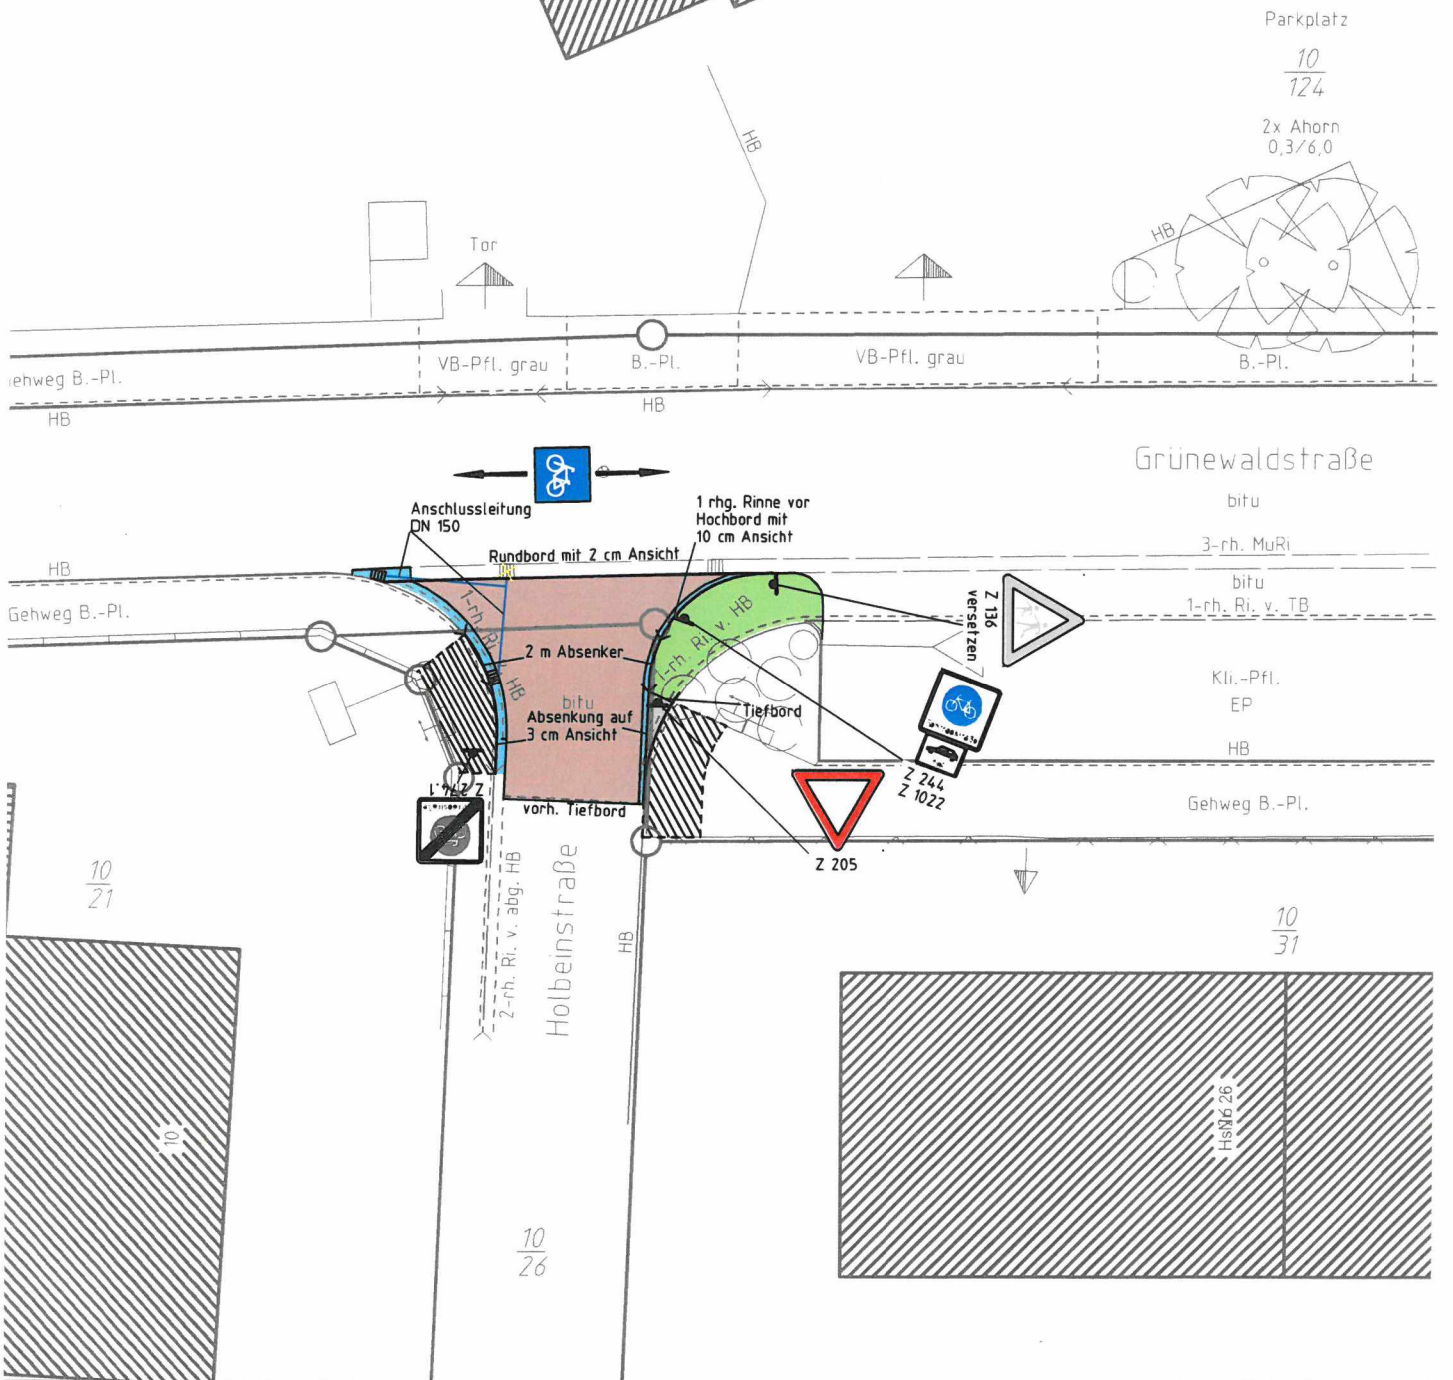 Parkplatz
10
124
2x Ahorn
0,3/6,0
HB
HB
Tor
VB-Pfl. grau
B.-Pl.
VB-Pfl. grau
B.-Pl.
ehweg B.-Pl.
HB
HB
Grünewaldstraße
bitu
Anschlussleitung
DN 150
1 rhg. Rinne vor
Hochbord mit
10 cm Ansicht
Rundbord mit 2 cm Ansicht
3-rh. MuRi
HB
bitu
1-rh. Ri. v. TB
Gehweg B.-Pl.
1-rh. Ri.
HB
1-rh. Ri. v. HB
Z 136
versetzen
2 m Absenker
Kli.-Pfl.
EP
bitu
Absenkung auf
3 cm Ansicht
Tiefbord
HB
Z 244
Z 1022
Z 274.1
vorh. Tiefbord
Gehweg B.-Pl.
Z 205
10
21
2-rh. Ri. v. abg. HB
Holbeinstraße
HB
10
31
10
HsNr 26
10
26